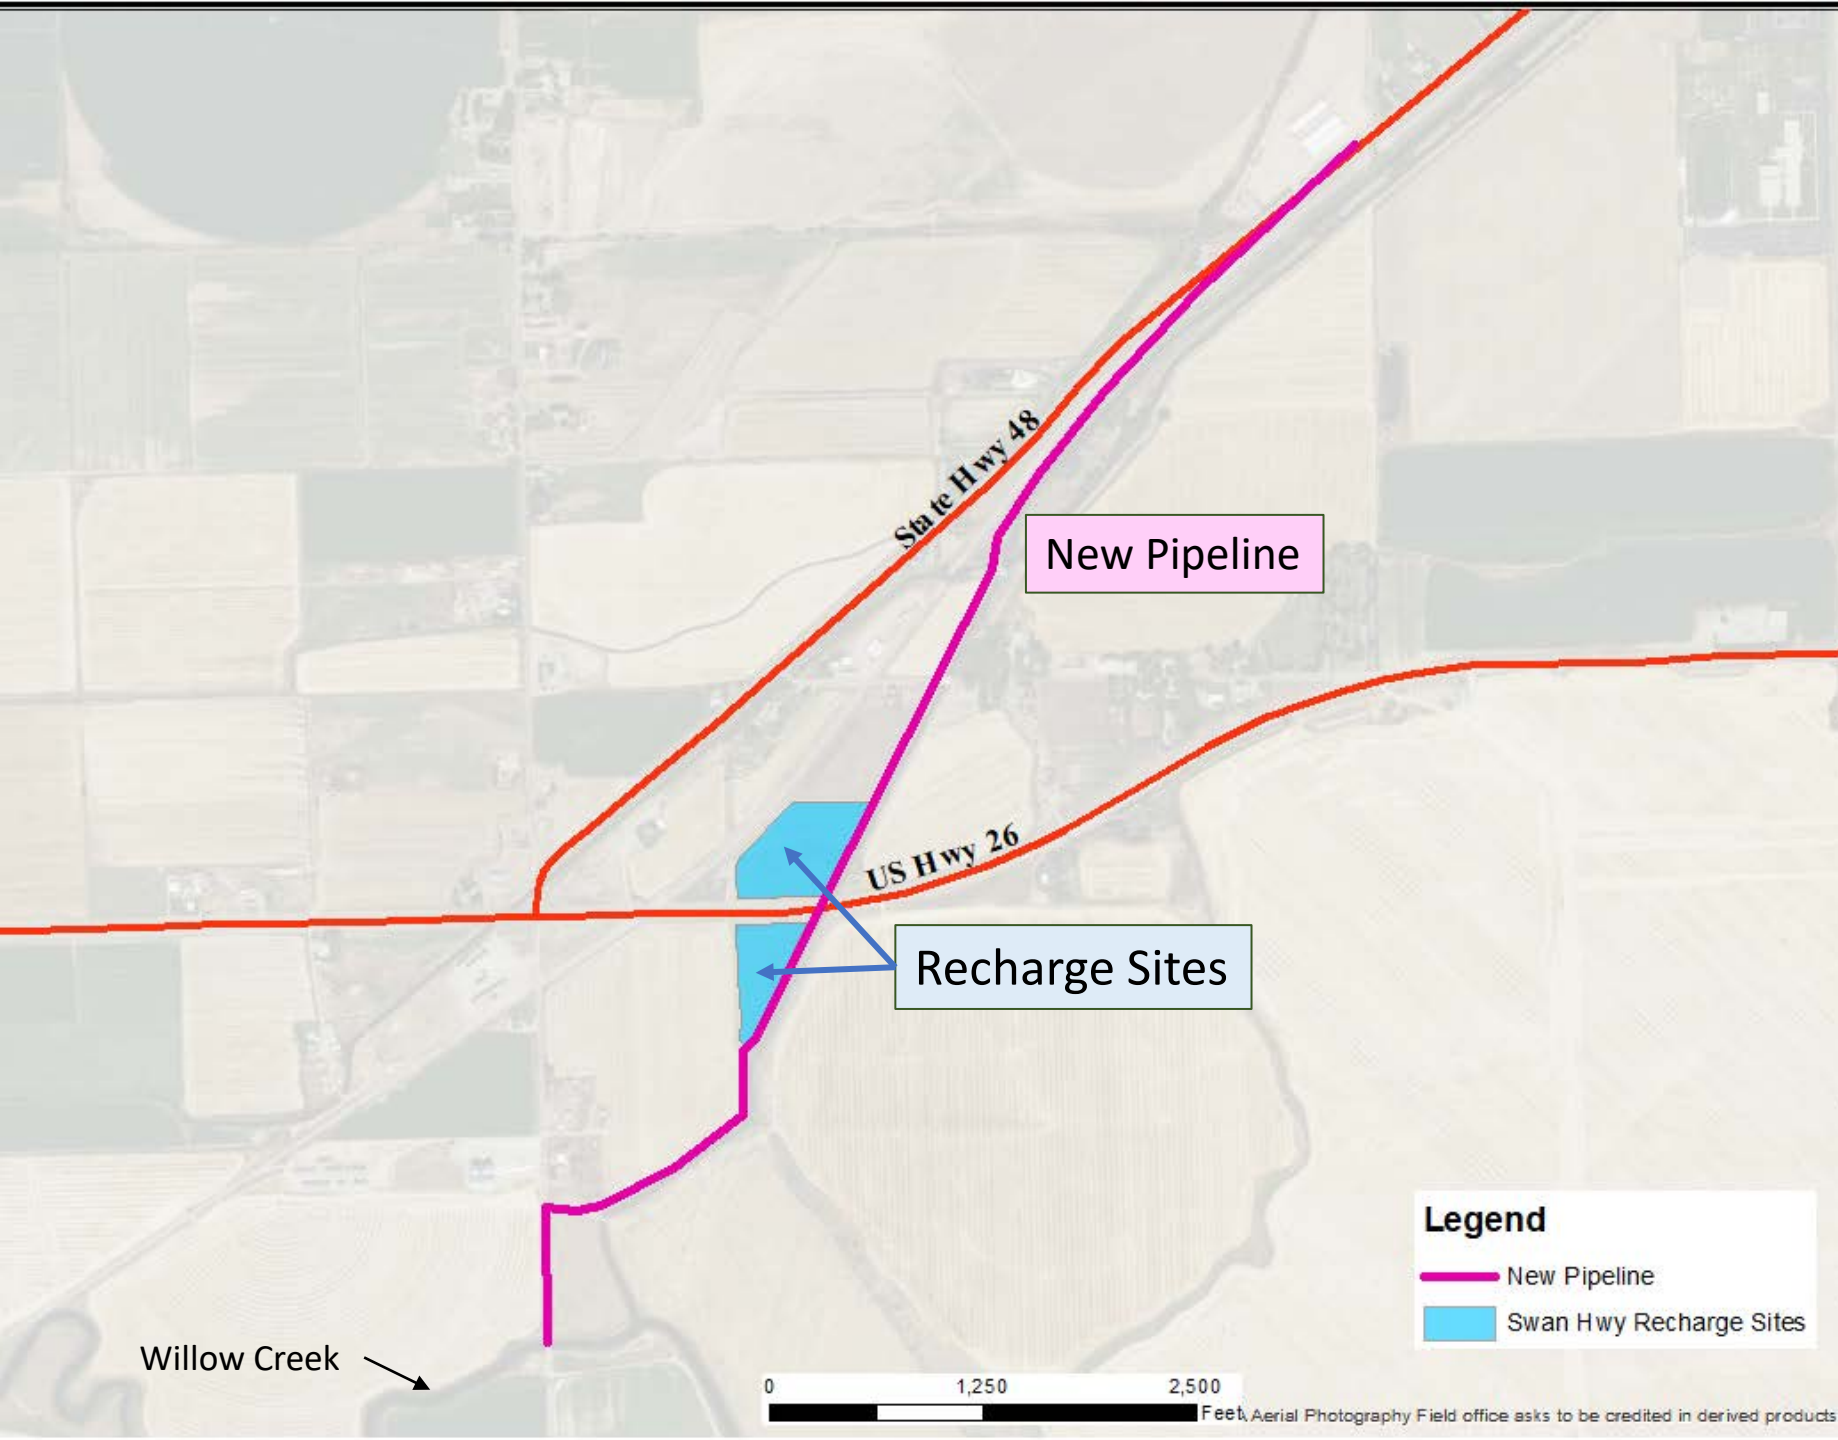 State Hwy 48
New Pipeline
US Hwy 26
Recharge Sites
Legend
New Pipeline
Swan Hwy Recharge Sites
Willow Creek
0 1,250 2,500
Feet
Aerial Photography Field office asks to be credited in derived products